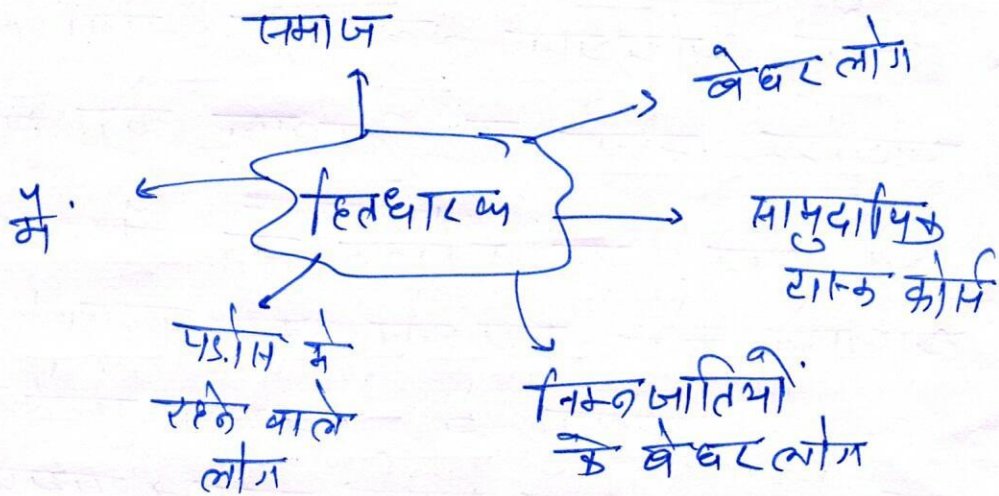 समाज
बेघर लोग
मैं
हितधारक
सामुदायिक
टास्क फोर्स
पड़ोस मे
रहने वाले
लोग
निम्न जातियों
के बेघर लोग